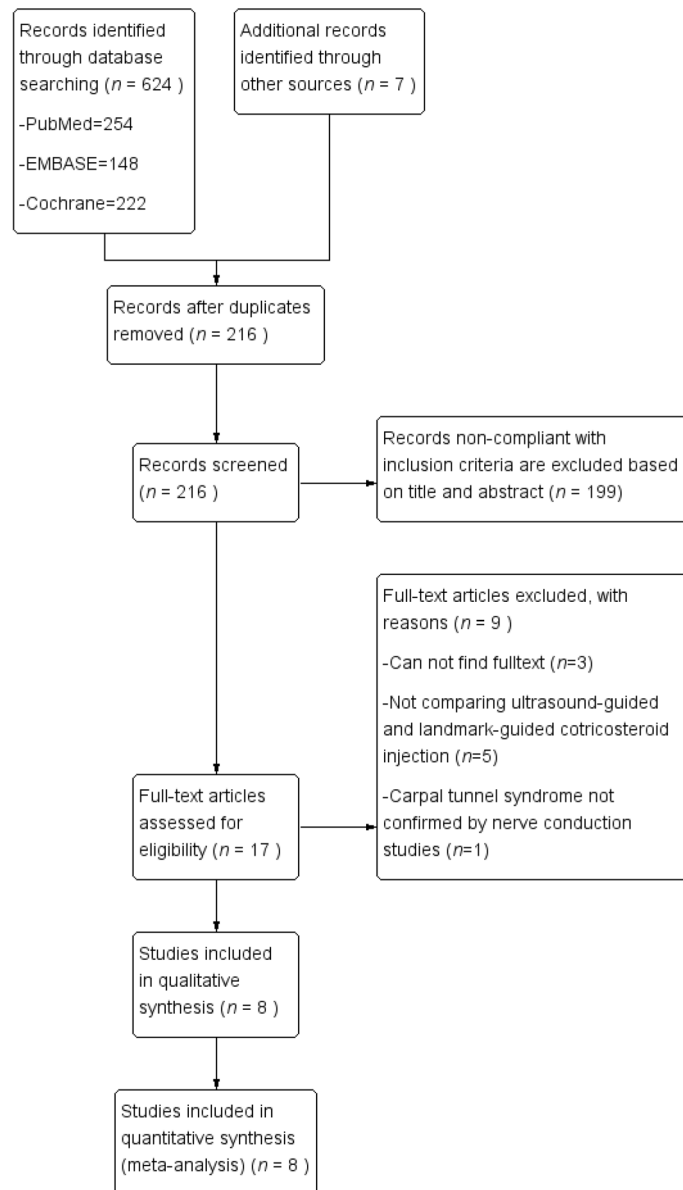 Records identified
through database
searching (n = 624 )
-PubMed=254
-EMBASE=148
-Cochrane=222
Additional records
identified through
other sources (n = 7 )
Records after duplicates
removed (n = 216 )
Records screened
(n = 216 )
Records non-compliant with
inclusion criteria are excluded based
on title and abstract (n = 199)
Full-text articles excluded, with
reasons (n = 9 )
-Can not find fulltext (n=3)
-Not comparing ultrasound-guided
and landmark-guided cotricosteroid
injection (n=5)
-Carpal tunnel syndrome not
confirmed by nerve conduction
studies (n=1)
Full-text articles
assessed for
eligibility (n = 17 )
Studies included
in qualitative
synthesis (n = 8 )
Studies included in
quantitative synthesis
(meta-analysis) (n = 8 )